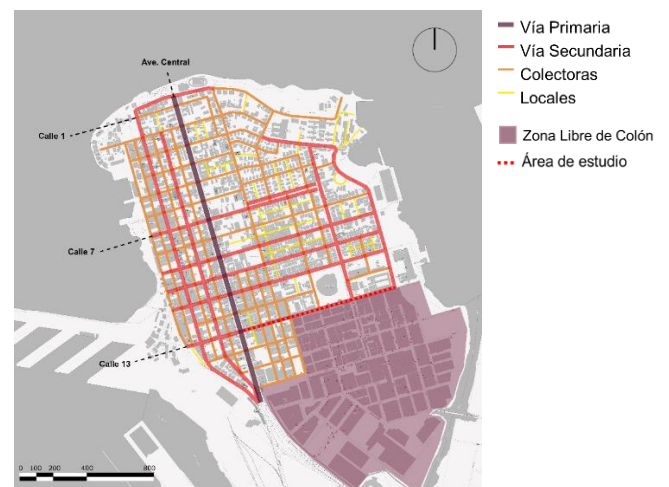 Ave. Central
Calle 1
Calle 7
Calle 13
0 100 200 400 800
Vía Primaria
Vía Secundaria
Colectoras
Locales
Zona Libre de Colón
Área de estudio